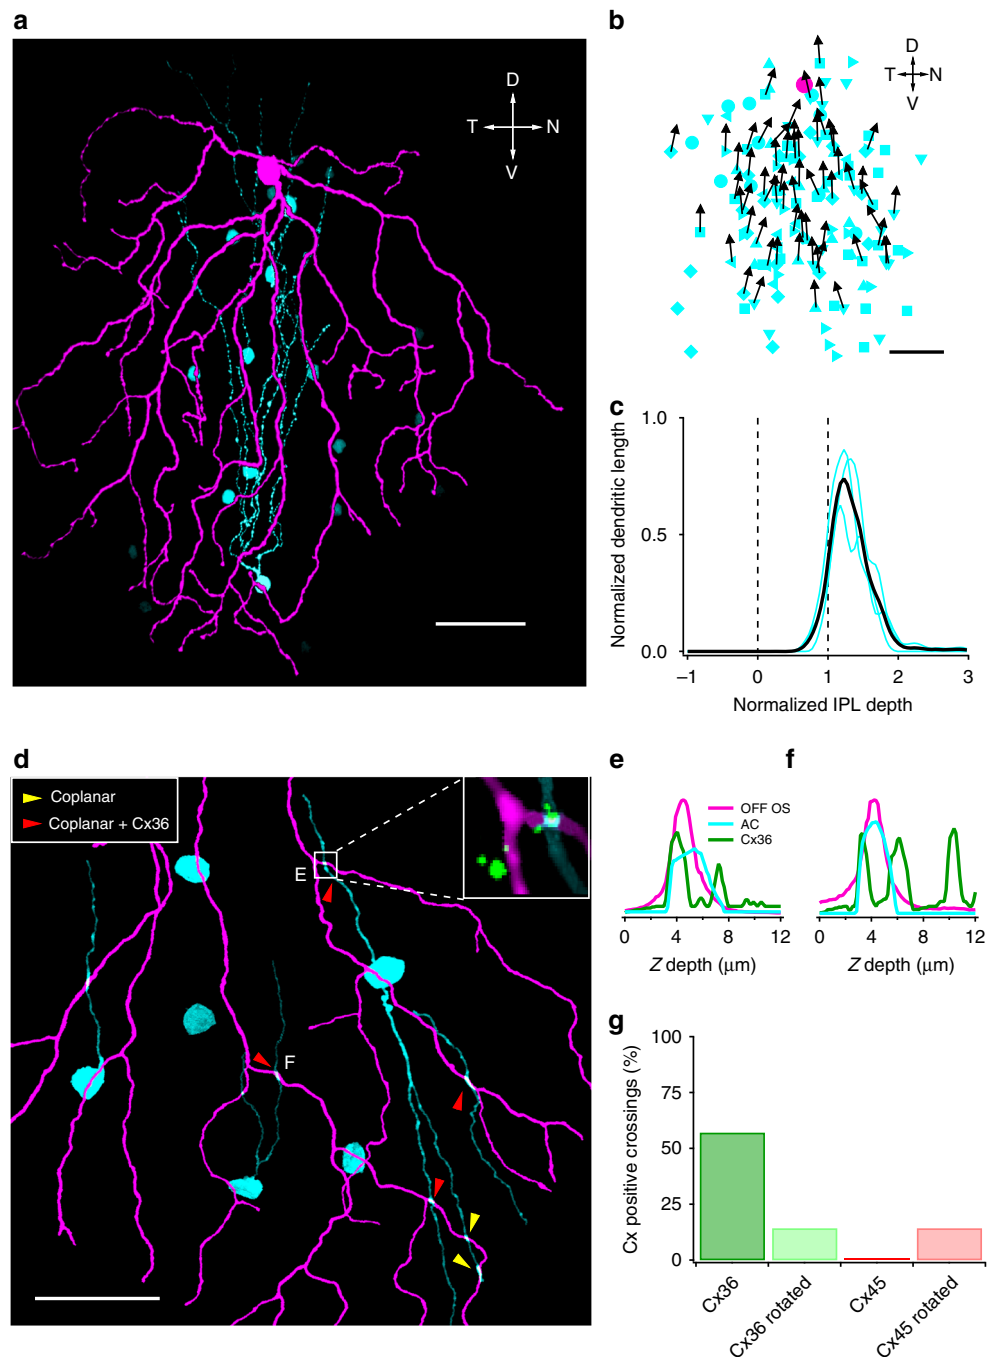 a
D
T N
V
b
D
T N
V
c
1.0
0.5
0.0
Normalized dendritic length
–1 0 1 2 3
Normalized IPL depth
d
Coplanar
Coplanar + Cx36
E
F
e
OFF OS
AC
Cx36
0 4 8 12
Z depth (μm)
f
0 4 8 12
Z depth (μm)
g
100
75
50
25
0
Cx positive crossings (%)
Cx36
Cx36 rotated
Cx45
Cx45 rotated